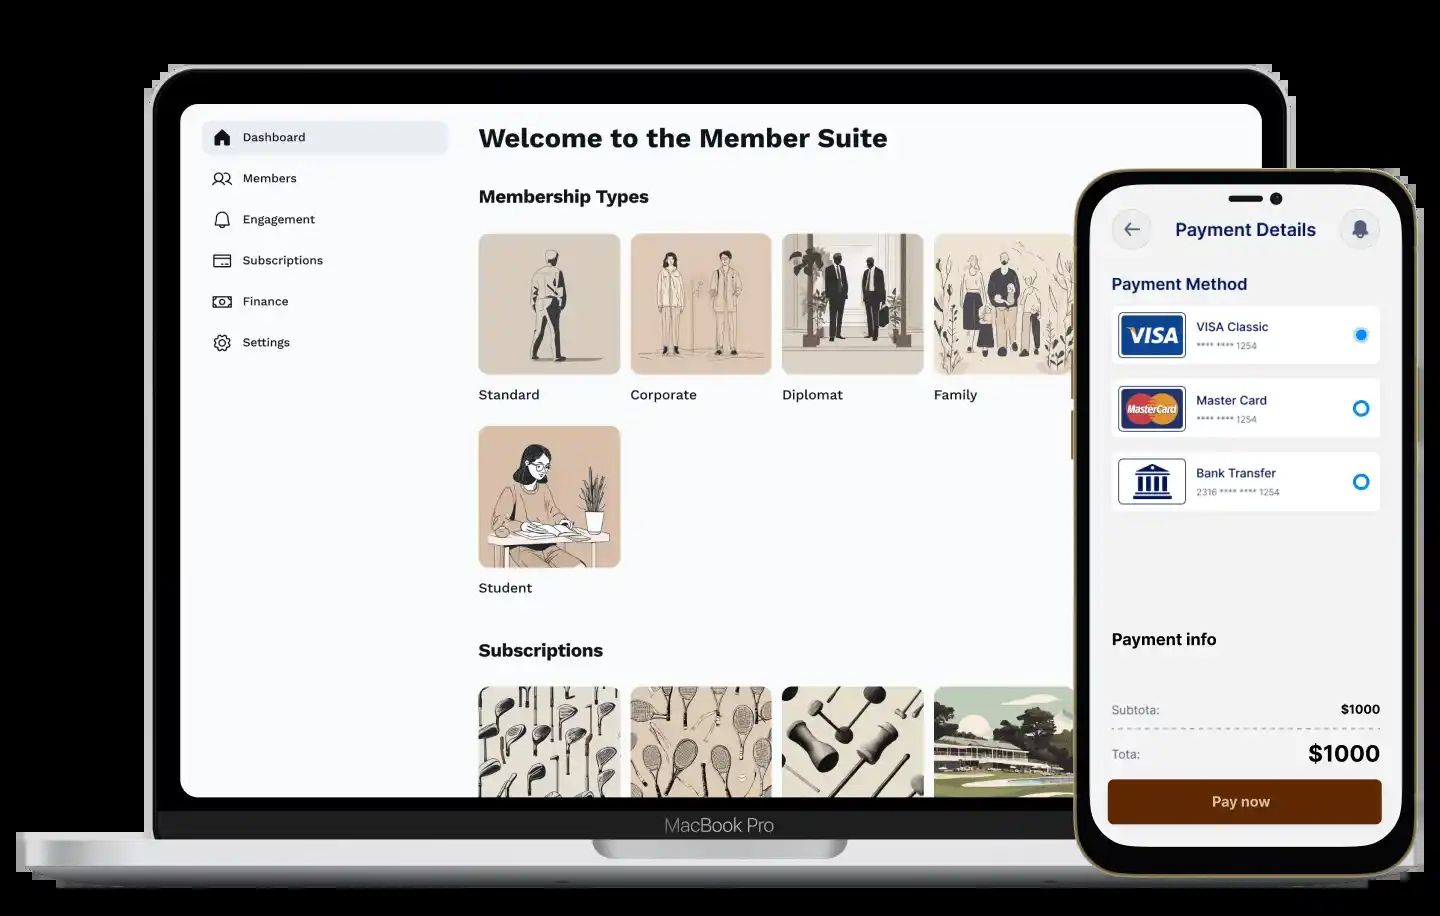 Dashboard
Members
Engagement
Subscriptions
Finance
Settings
Welcome to the Member Suite
Membership Types
Standard
Corporate
Diplomat
Family
Student
Subscriptions
MacBook Pro
Payment Details
Payment Method
VISA
VISA Classic
**** **** 1254
MasterCard
Master Card
**** **** 1254
Bank Transfer
2316 **** **** 1254
Payment info
Subtota:
$1000
Tota:
$1000
Pay now